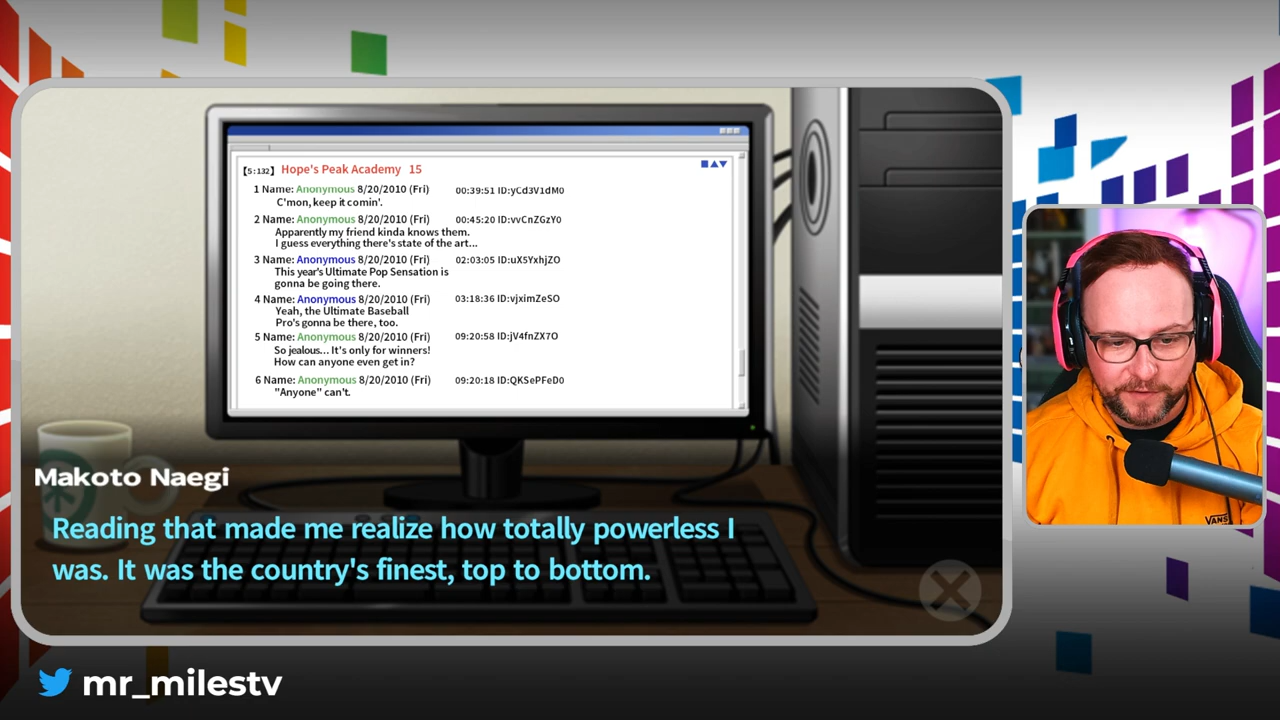 【5:132】 Hope's Peak Academy 15
1 Name: Anonymous 8/20/2010 (Fri) 00:39:51 ID:yCd3V1dM0
C'mon, keep it comin'.
2 Name: Anonymous 8/20/2010 (Fri) 00:45:20 ID:vvCnZGzY0
Apparently my friend kinda knows them.
I guess everything there's state of the art...
3 Name: Anonymous 8/20/2010 (Fri) 02:03:05 ID:uX5YxhjZO
This year's Ultimate Pop Sensation is
gonna be going there.
4 Name: Anonymous 8/20/2010 (Fri) 03:18:36 ID:vjximZeSO
Yeah, the Ultimate Baseball
Pro's gonna be there, too.
5 Name: Anonymous 8/20/2010 (Fri) 09:20:58 ID:jV4fnZX7O
So jealous... It's only for winners!
How can anyone even get in?
6 Name: Anonymous 8/20/2010 (Fri) 09:20:18 ID:QKSePFeD0
"Anyone" can't.
Makoto Naegi
Reading that made me realize how totally powerless I
was. It was the country's finest, top to bottom.
VANS
mr_milestv